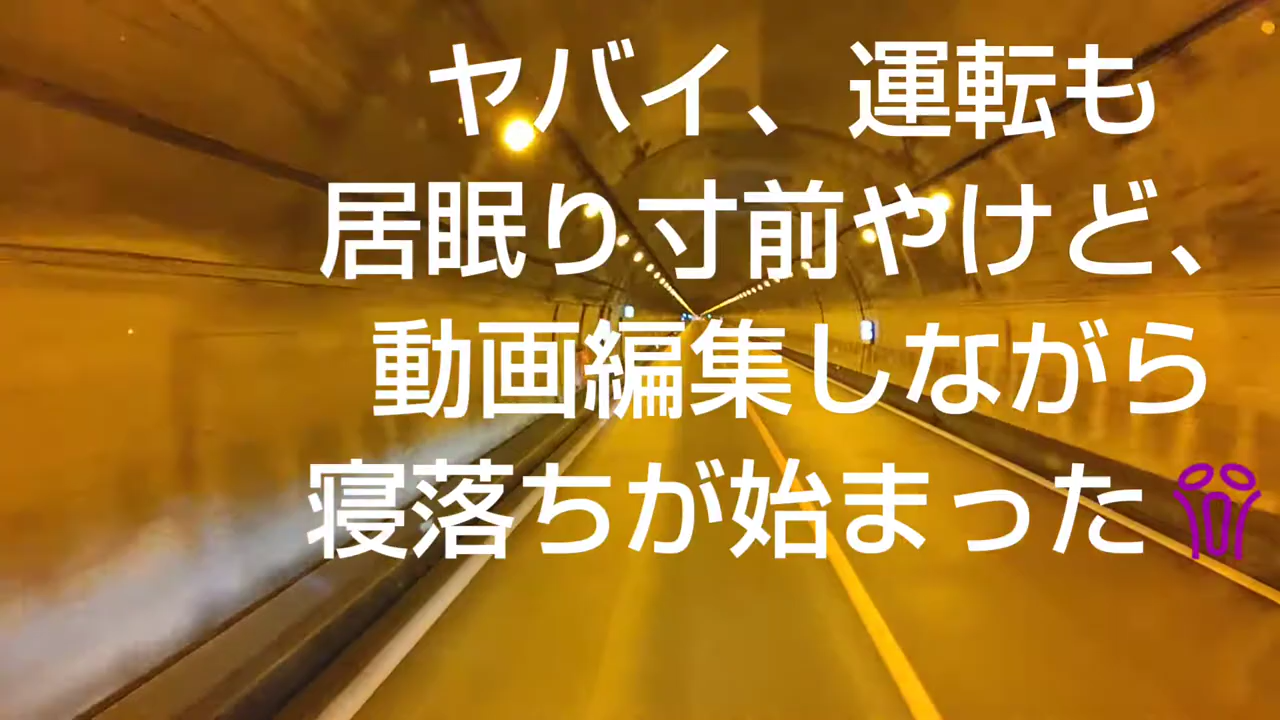 ヤバイ、運転も
居眠り寸前やけど、
動画編集しながら
寝落ちが始まった